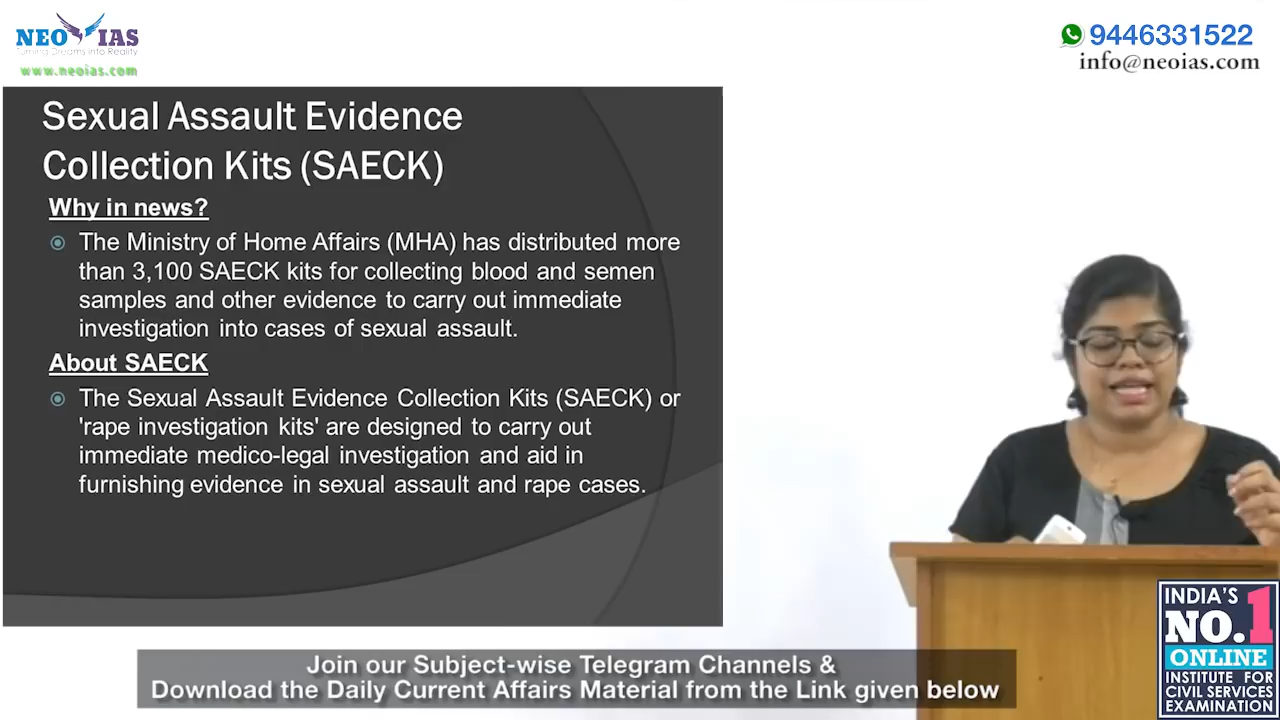 NEO IAS
Turning Dreams into Reality
www.neoias.com
9446331522
info@neoias.com
Sexual Assault Evidence
Collection Kits (SAECK)
Why in news?
The Ministry of Home Affairs (MHA) has distributed more
than 3,100 SAECK kits for collecting blood and semen
samples and other evidence to carry out immediate
investigation into cases of sexual assault.
About SAECK
The Sexual Assault Evidence Collection Kits (SAECK) or
'rape investigation kits' are designed to carry out
immediate medico-legal investigation and aid in
furnishing evidence in sexual assault and rape cases.
INDIA'S
NO.1
ONLINE
INSTITUTE FOR
CIVIL SERVICES
EXAMINATION
Join our Subject-wise Telegram Channels &
Download the Daily Current Affairs Material from the Link given below